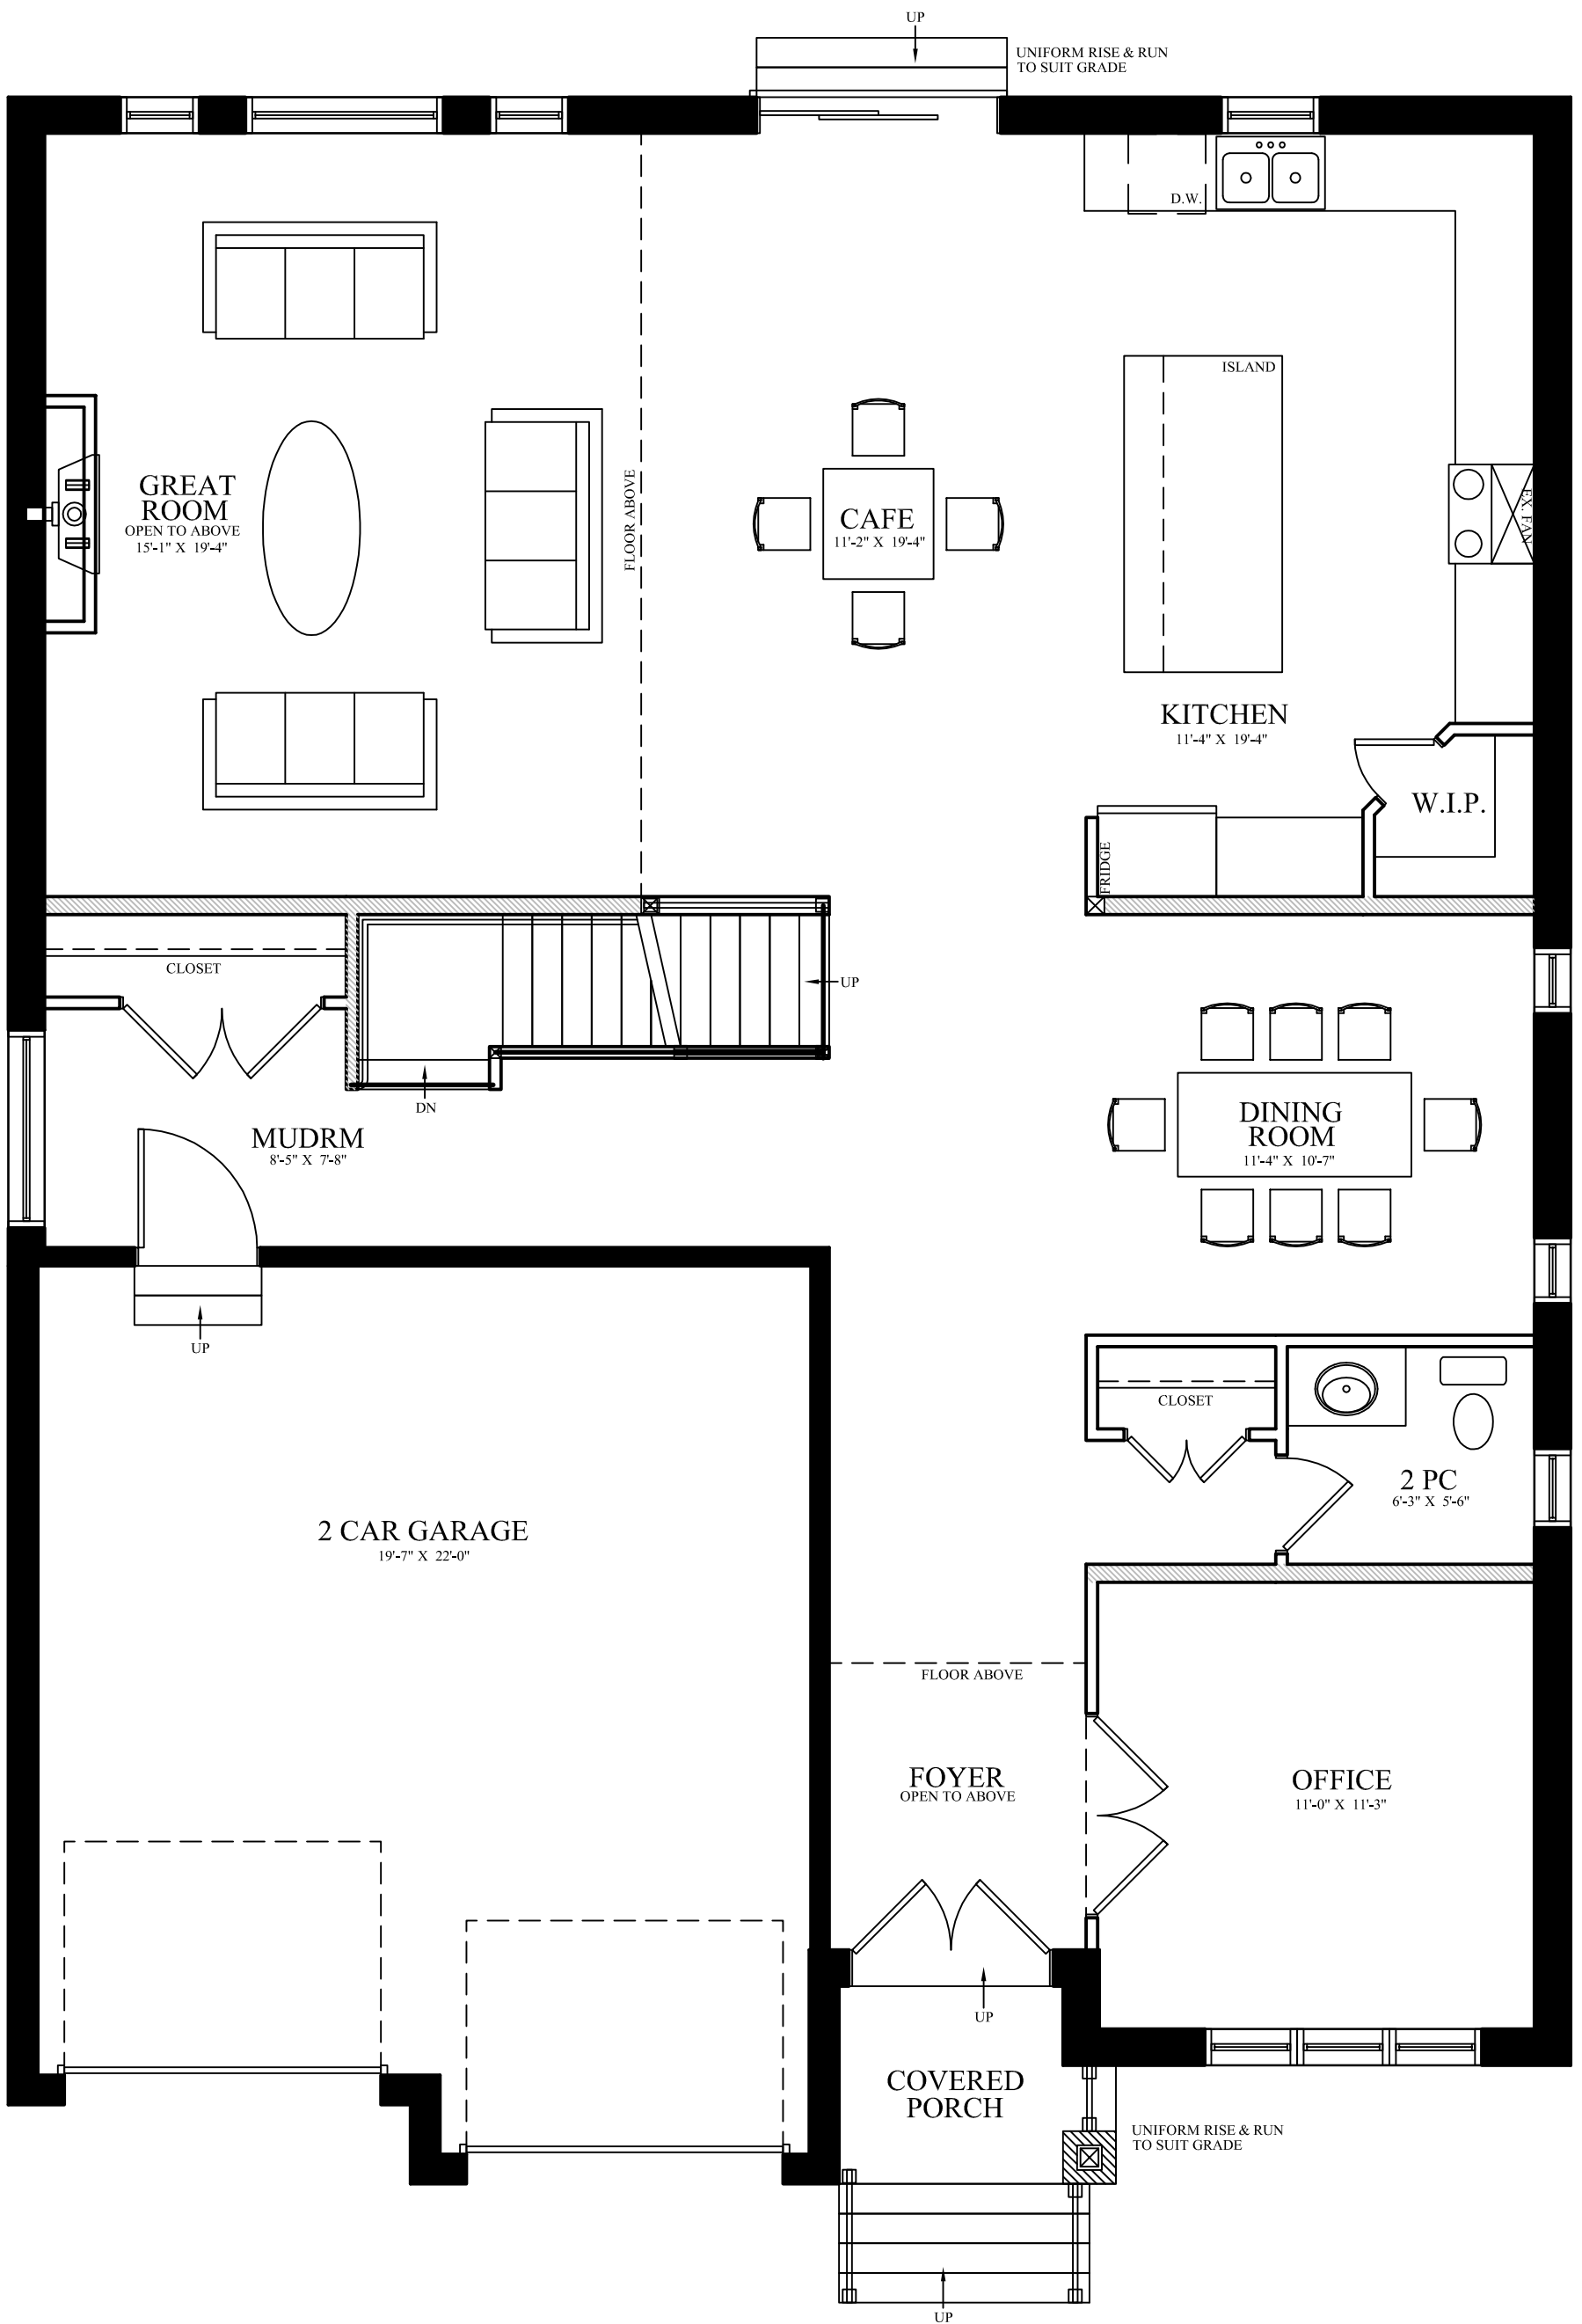 UP
UNIFORM RISE & RUN
TO SUIT GRADE
D.W.
ISLAND
GREAT
ROOM
OPEN TO ABOVE
15'-1" X 19'-4"
FLOOR ABOVE
CAFE
11'-2" X 19'-4"
EX. FAN
KITCHEN
11'-4" X 19'-4"
W.I.P.
FRIDGE
CLOSET
UP
DN
MUDRM
8'-5" X 7'-8"
DINING
ROOM
11'-4" X 10'-7"
UP
CLOSET
2 PC
6'-3" X 5'-6"
2 CAR GARAGE
19'-7" X 22'-0"
FLOOR ABOVE
FOYER
OPEN TO ABOVE
OFFICE
11'-0" X 11'-3"
UP
COVERED
PORCH
UNIFORM RISE & RUN
TO SUIT GRADE
UP